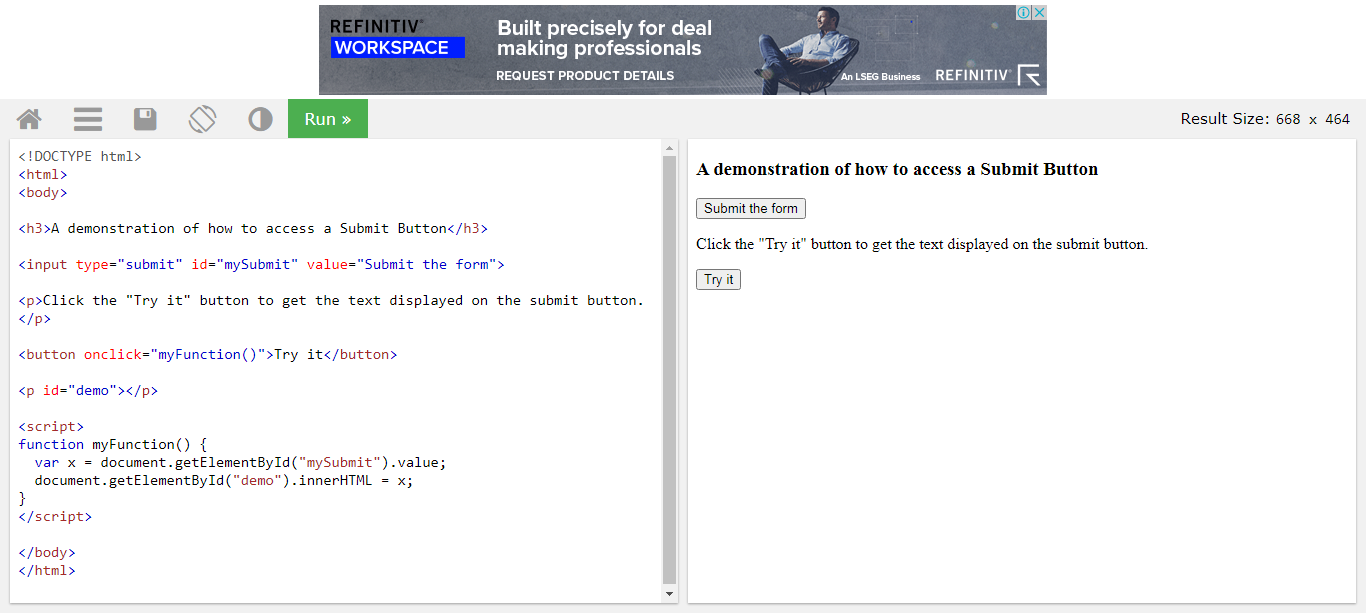 REFINITIV
WORKSPACE
Built precisely for deal
making professionals
REQUEST PRODUCT DETAILS
An LSEG Business
REFINITIV
Run »
Result Size: 668 x 464
<!DOCTYPE html>
<html>
<body>
<h3>A demonstration of how to access a Submit Button</h3>
<input type="submit" id="mySubmit" value="Submit the form">
<p>Click the "Try it" button to get the text displayed on the submit button.
</p>
<button onclick="myFunction()">Try it</button>
<p id="demo"></p>
<script>
function myFunction() {
  var x = document.getElementById("mySubmit").value;
  document.getElementById("demo").innerHTML = x;
}
</script>
</body>
</html>
A demonstration of how to access a Submit Button
Submit the form
Click the "Try it" button to get the text displayed on the submit button.
Try it